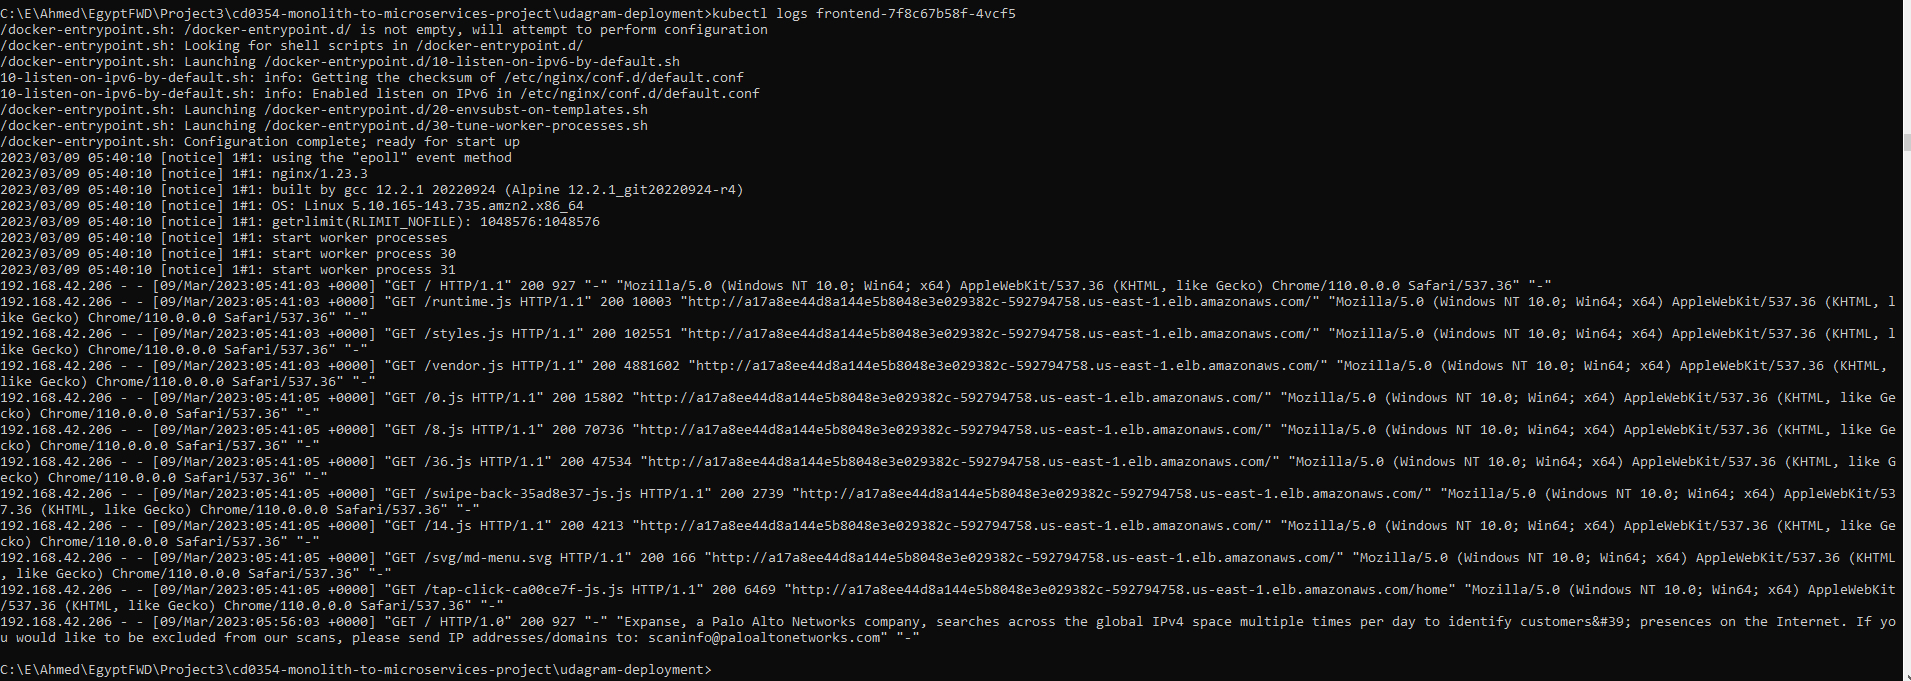 C:\E\Ahmed\EgyptFWD\Project3\cd0354-monolith-to-microservices-project\udagram-deployment>kubectl logs frontend-7f8c67b58f-4vcf5
/docker-entrypoint.sh: /docker-entrypoint.d/ is not empty, will attempt to perform configuration
/docker-entrypoint.sh: Looking for shell scripts in /docker-entrypoint.d/
/docker-entrypoint.sh: Launching /docker-entrypoint.d/10-listen-on-ipv6-by-default.sh
10-listen-on-ipv6-by-default.sh: info: Getting the checksum of /etc/nginx/conf.d/default.conf
10-listen-on-ipv6-by-default.sh: info: Enabled listen on IPv6 in /etc/nginx/conf.d/default.conf
/docker-entrypoint.sh: Launching /docker-entrypoint.d/20-envsubst-on-templates.sh
/docker-entrypoint.sh: Launching /docker-entrypoint.d/30-tune-worker-processes.sh
/docker-entrypoint.sh: Configuration complete; ready for start up
2023/03/09 05:40:10 [notice] 1#1: using the "epoll" event method
2023/03/09 05:40:10 [notice] 1#1: nginx/1.23.3
2023/03/09 05:40:10 [notice] 1#1: built by gcc 12.2.1 20220924 (Alpine 12.2.1_git20220924-r4)
2023/03/09 05:40:10 [notice] 1#1: OS: Linux 5.10.165-143.735.amzn2.x86_64
2023/03/09 05:40:10 [notice] 1#1: getrlimit(RLIMIT_NOFILE): 1048576:1048576
2023/03/09 05:40:10 [notice] 1#1: start worker processes
2023/03/09 05:40:10 [notice] 1#1: start worker process 30
2023/03/09 05:40:10 [notice] 1#1: start worker process 31
192.168.42.206 - - [09/Mar/2023:05:41:03 +0000] "GET / HTTP/1.1" 200 927 "-" "Mozilla/5.0 (Windows NT 10.0; Win64; x64) AppleWebKit/537.36 (KHTML, like Gecko) Chrome/110.0.0.0 Safari/537.36" "-"
192.168.42.206 - - [09/Mar/2023:05:41:03 +0000] "GET /runtime.js HTTP/1.1" 200 10003 "http://a17a8ee44d8a144e5b8048e3e029382c-592794758.us-east-1.elb.amazonaws.com/" "Mozilla/5.0 (Windows NT 10.0; Win64; x64) AppleWebKit/537.36 (KHTML, l
ike Gecko) Chrome/110.0.0.0 Safari/537.36" "-"
192.168.42.206 - - [09/Mar/2023:05:41:03 +0000] "GET /styles.js HTTP/1.1" 200 102551 "http://a17a8ee44d8a144e5b8048e3e029382c-592794758.us-east-1.elb.amazonaws.com/" "Mozilla/5.0 (Windows NT 10.0; Win64; x64) AppleWebKit/537.36 (KHTML, l
ike Gecko) Chrome/110.0.0.0 Safari/537.36" "-"
192.168.42.206 - - [09/Mar/2023:05:41:03 +0000] "GET /vendor.js HTTP/1.1" 200 4881602 "http://a17a8ee44d8a144e5b8048e3e029382c-592794758.us-east-1.elb.amazonaws.com/" "Mozilla/5.0 (Windows NT 10.0; Win64; x64) AppleWebKit/537.36 (KHTML,
like Gecko) Chrome/110.0.0.0 Safari/537.36" "-"
192.168.42.206 - - [09/Mar/2023:05:41:05 +0000] "GET /0.js HTTP/1.1" 200 15802 "http://a17a8ee44d8a144e5b8048e3e029382c-592794758.us-east-1.elb.amazonaws.com/" "Mozilla/5.0 (Windows NT 10.0; Win64; x64) AppleWebKit/537.36 (KHTML, like Ge
cko) Chrome/110.0.0.0 Safari/537.36" "-"
192.168.42.206 - - [09/Mar/2023:05:41:05 +0000] "GET /8.js HTTP/1.1" 200 70736 "http://a17a8ee44d8a144e5b8048e3e029382c-592794758.us-east-1.elb.amazonaws.com/" "Mozilla/5.0 (Windows NT 10.0; Win64; x64) AppleWebKit/537.36 (KHTML, like Ge
cko) Chrome/110.0.0.0 Safari/537.36" "-"
192.168.42.206 - - [09/Mar/2023:05:41:05 +0000] "GET /36.js HTTP/1.1" 200 47534 "http://a17a8ee44d8a144e5b8048e3e029382c-592794758.us-east-1.elb.amazonaws.com/" "Mozilla/5.0 (Windows NT 10.0; Win64; x64) AppleWebKit/537.36 (KHTML, like G
ecko) Chrome/110.0.0.0 Safari/537.36" "-"
192.168.42.206 - - [09/Mar/2023:05:41:05 +0000] "GET /swipe-back-35ad8e37-js.js HTTP/1.1" 200 2739 "http://a17a8ee44d8a144e5b8048e3e029382c-592794758.us-east-1.elb.amazonaws.com/" "Mozilla/5.0 (Windows NT 10.0; Win64; x64) AppleWebKit/53
7.36 (KHTML, like Gecko) Chrome/110.0.0.0 Safari/537.36" "-"
192.168.42.206 - - [09/Mar/2023:05:41:05 +0000] "GET /14.js HTTP/1.1" 200 4213 "http://a17a8ee44d8a144e5b8048e3e029382c-592794758.us-east-1.elb.amazonaws.com/" "Mozilla/5.0 (Windows NT 10.0; Win64; x64) AppleWebKit/537.36 (KHTML, like Ge
cko) Chrome/110.0.0.0 Safari/537.36" "-"
192.168.42.206 - - [09/Mar/2023:05:41:05 +0000] "GET /svg/md-menu.svg HTTP/1.1" 200 166 "http://a17a8ee44d8a144e5b8048e3e029382c-592794758.us-east-1.elb.amazonaws.com/" "Mozilla/5.0 (Windows NT 10.0; Win64; x64) AppleWebKit/537.36 (KHTML
, like Gecko) Chrome/110.0.0.0 Safari/537.36" "-"
192.168.42.206 - - [09/Mar/2023:05:41:05 +0000] "GET /tap-click-ca00ce7f-js.js HTTP/1.1" 200 6469 "http://a17a8ee44d8a144e5b8048e3e029382c-592794758.us-east-1.elb.amazonaws.com/home" "Mozilla/5.0 (Windows NT 10.0; Win64; x64) AppleWebKit
/537.36 (KHTML, like Gecko) Chrome/110.0.0.0 Safari/537.36" "-"
192.168.42.206 - - [09/Mar/2023:05:56:03 +0000] "GET / HTTP/1.0" 200 927 "-" "Expanse, a Palo Alto Networks company, searches across the global IPv4 space multiple times per day to identify customers&#39; presences on the Internet. If yo
u would like to be excluded from our scans, please send IP addresses/domains to: scaninfo@paloaltonetworks.com" "-"
C:\E\Ahmed\EgyptFWD\Project3\cd0354-monolith-to-microservices-project\udagram-deployment>